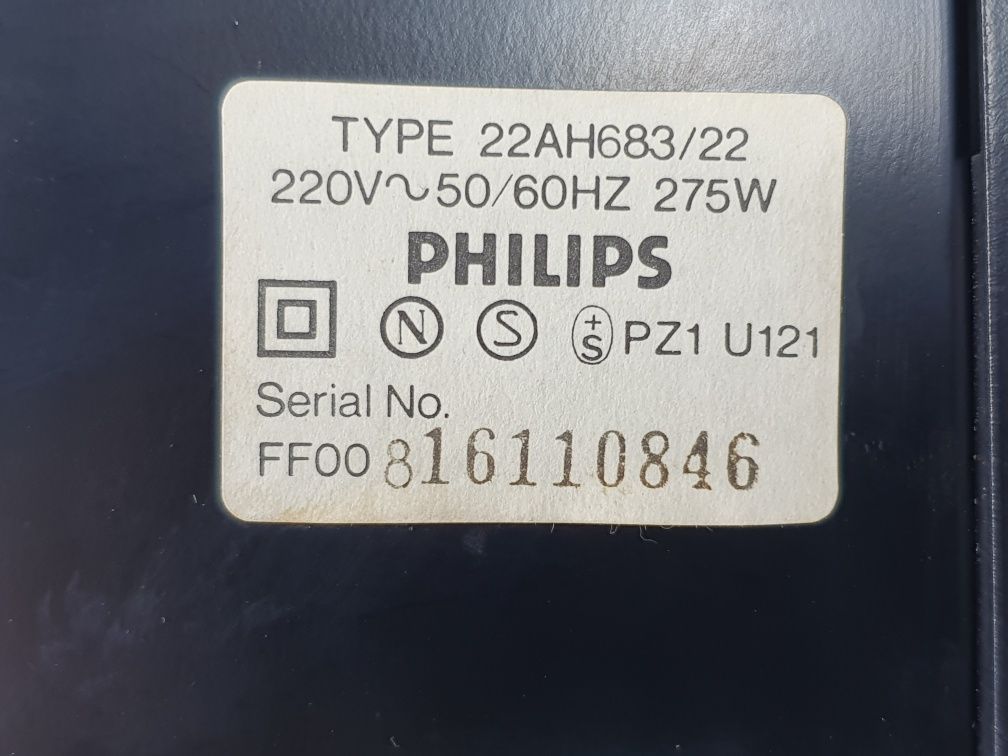 TYPE 22AH683/22
220V∿50/60HZ 275W
PHILIPS
N S +S PZ1 U121
Serial No.
FF00 816110846